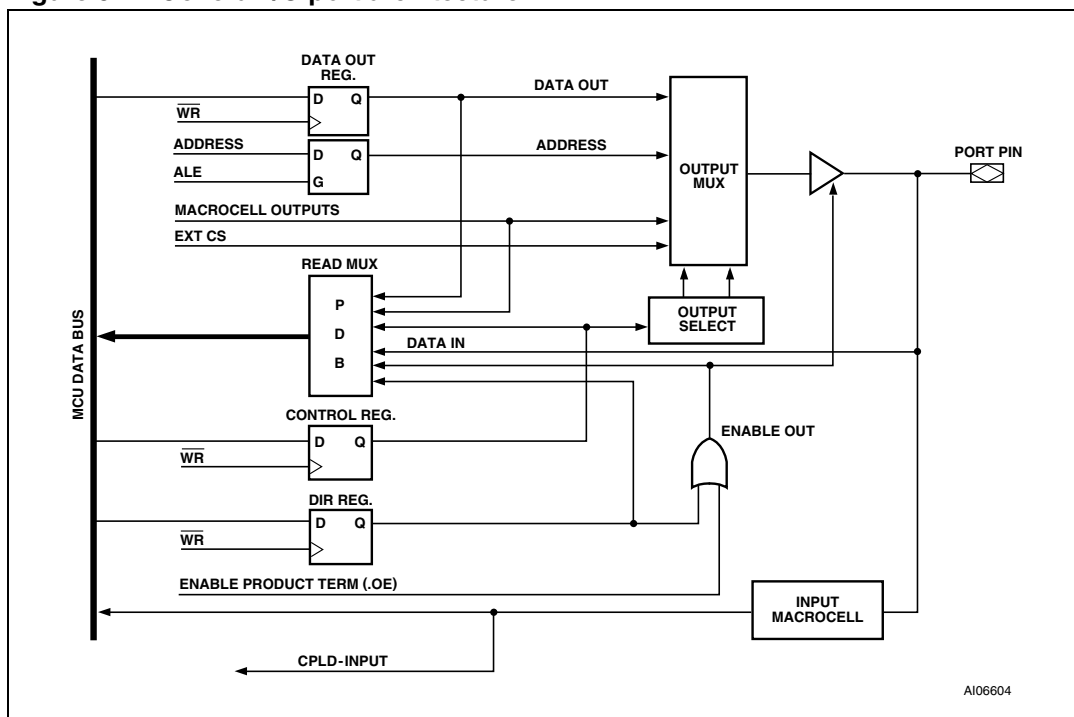 DATA OUT
REG.
D Q
WR
DATA OUT
ADDRESS
ALE
D Q
G
ADDRESS
OUTPUT
MUX
PORT PIN
MACROCELL OUTPUTS
EXT CS
READ MUX
P
D
B
OUTPUT
SELECT
DATA IN
MCU DATA BUS
CONTROL REG.
D Q
WR
ENABLE OUT
DIR REG.
D Q
WR
ENABLE PRODUCT TERM (.OE)
INPUT
MACROCELL
CPLD-INPUT
AI06604